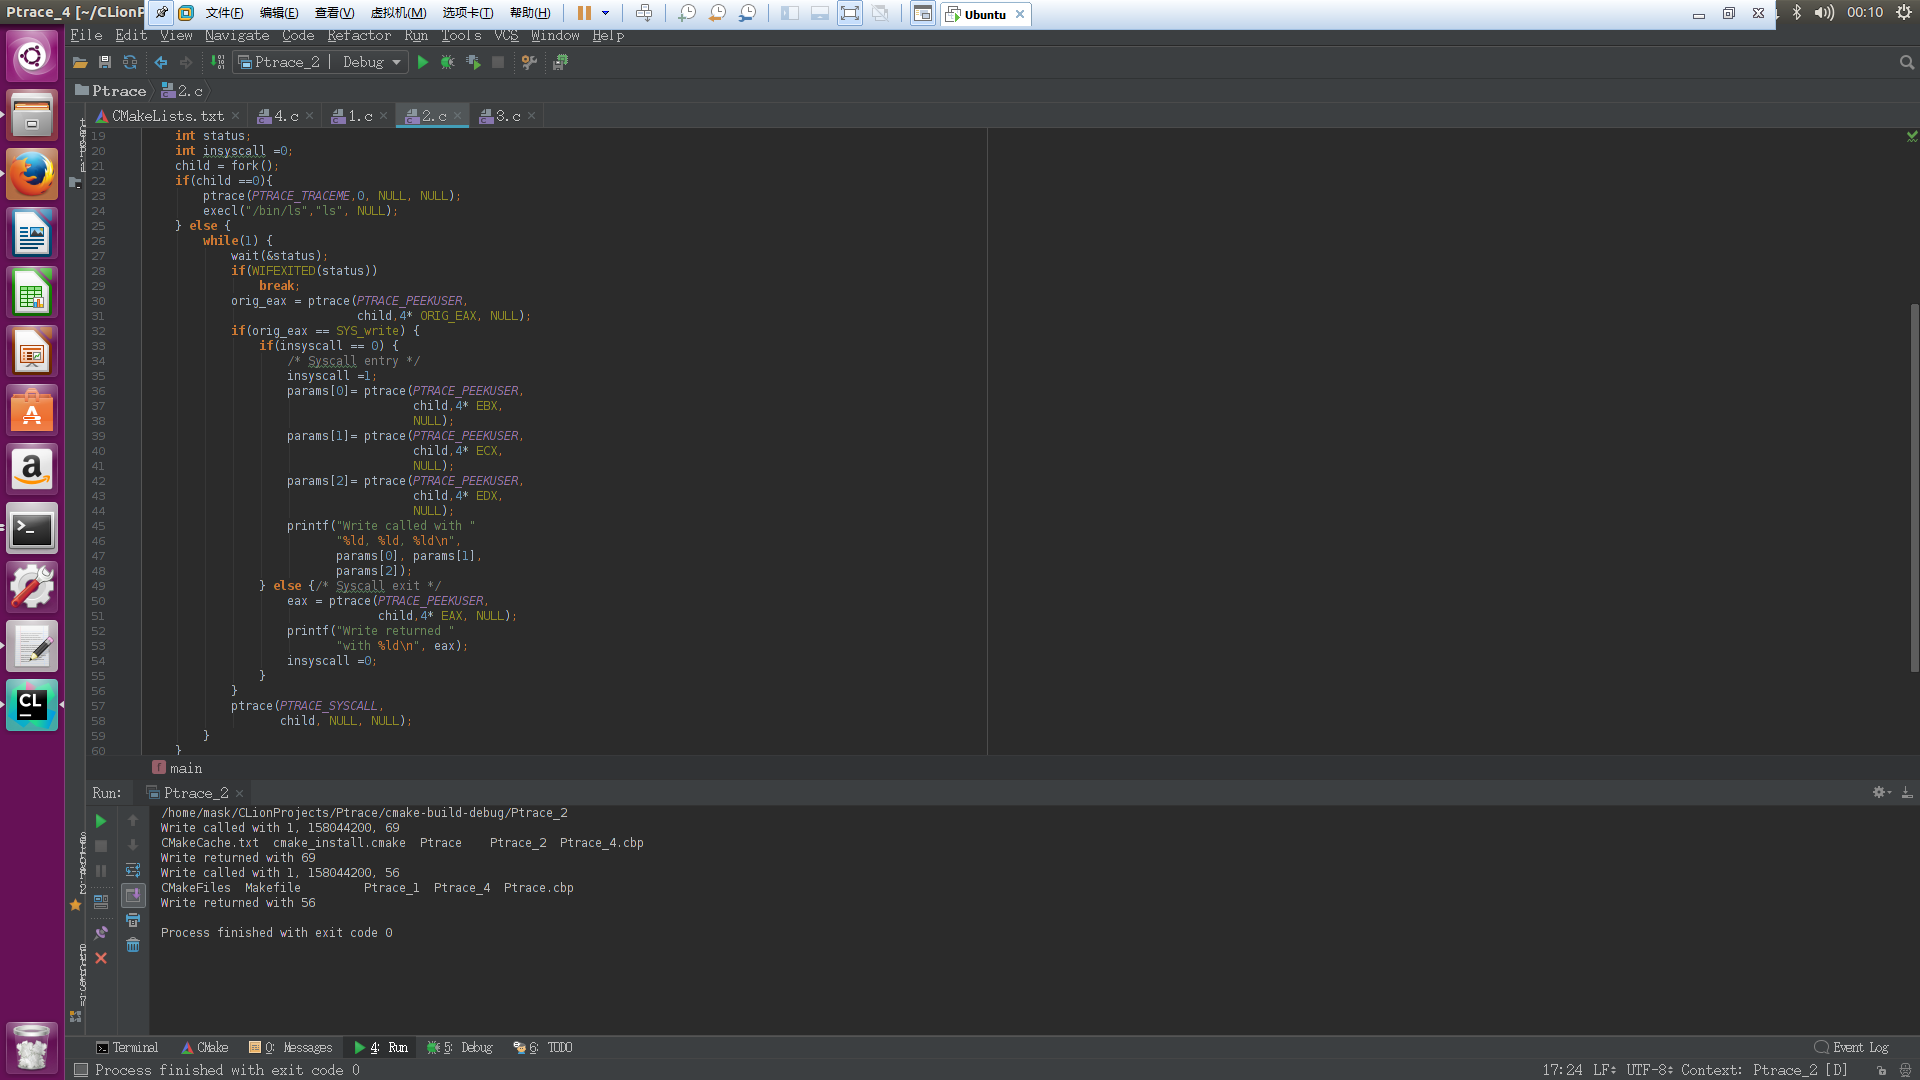 Ptrace_4 [~/CLionP 文件(F) 编辑(E) 查看(V) 虚拟机(M) 选项卡(T) 帮助(H) Ubuntu 00:10
File Edit View Navigate Code Refactor Run Tools VCS Window Help
Ptrace_2 | Debug
Ptrace 2.c
CMakeLists.txt 4.c 1.c 2.c 3.c
19 int status;
20 int insyscall =0;
21 child = fork();
22 if(child ==0){
23 ptrace(PTRACE_TRACEME,0, NULL, NULL);
24 execl("/bin/ls","ls", NULL);
25 } else {
26 while(1) {
27 wait(&status);
28 if(WIFEXITED(status))
29 break;
30 orig_eax = ptrace(PTRACE_PEEKUSER,
31 child,4* ORIG_EAX, NULL);
32 if(orig_eax == SYS_write) {
33 if(insyscall == 0) {
34 /* Syscall entry */
35 insyscall =1;
36 params[0]= ptrace(PTRACE_PEEKUSER,
37 child,4* EBX,
38 NULL);
39 params[1]= ptrace(PTRACE_PEEKUSER,
40 child,4* ECX,
41 NULL);
42 params[2]= ptrace(PTRACE_PEEKUSER,
43 child,4* EDX,
44 NULL);
45 printf("Write called with "
46 "%ld, %ld, %ld\n",
47 params[0], params[1],
48 params[2]);
49 } else {/* Syscall exit */
50 eax = ptrace(PTRACE_PEEKUSER,
51 child,4* EAX, NULL);
52 printf("Write returned "
53 "with %ld\n", eax);
54 insyscall =0;
55 }
56 }
57 ptrace(PTRACE_SYSCALL,
58 child, NULL, NULL);
59 }
60 }
main
Run: Ptrace_2
/home/mask/CLionProjects/Ptrace/cmake-build-debug/Ptrace_2
Write called with 1, 158044200, 69
CMakeCache.txt cmake_install.cmake Ptrace Ptrace_2 Ptrace_4.cbp
Write returned with 69
Write called with 1, 158044200, 56
CMakeFiles Makefile Ptrace_1 Ptrace_4 Ptrace.cbp
Write returned with 56
Process finished with exit code 0
Terminal CMake 0: Messages 4: Run 5: Debug 6: TODO Event Log
Process finished with exit code 0 17:24 LF UTF-8 Context: Ptrace_2 [D]